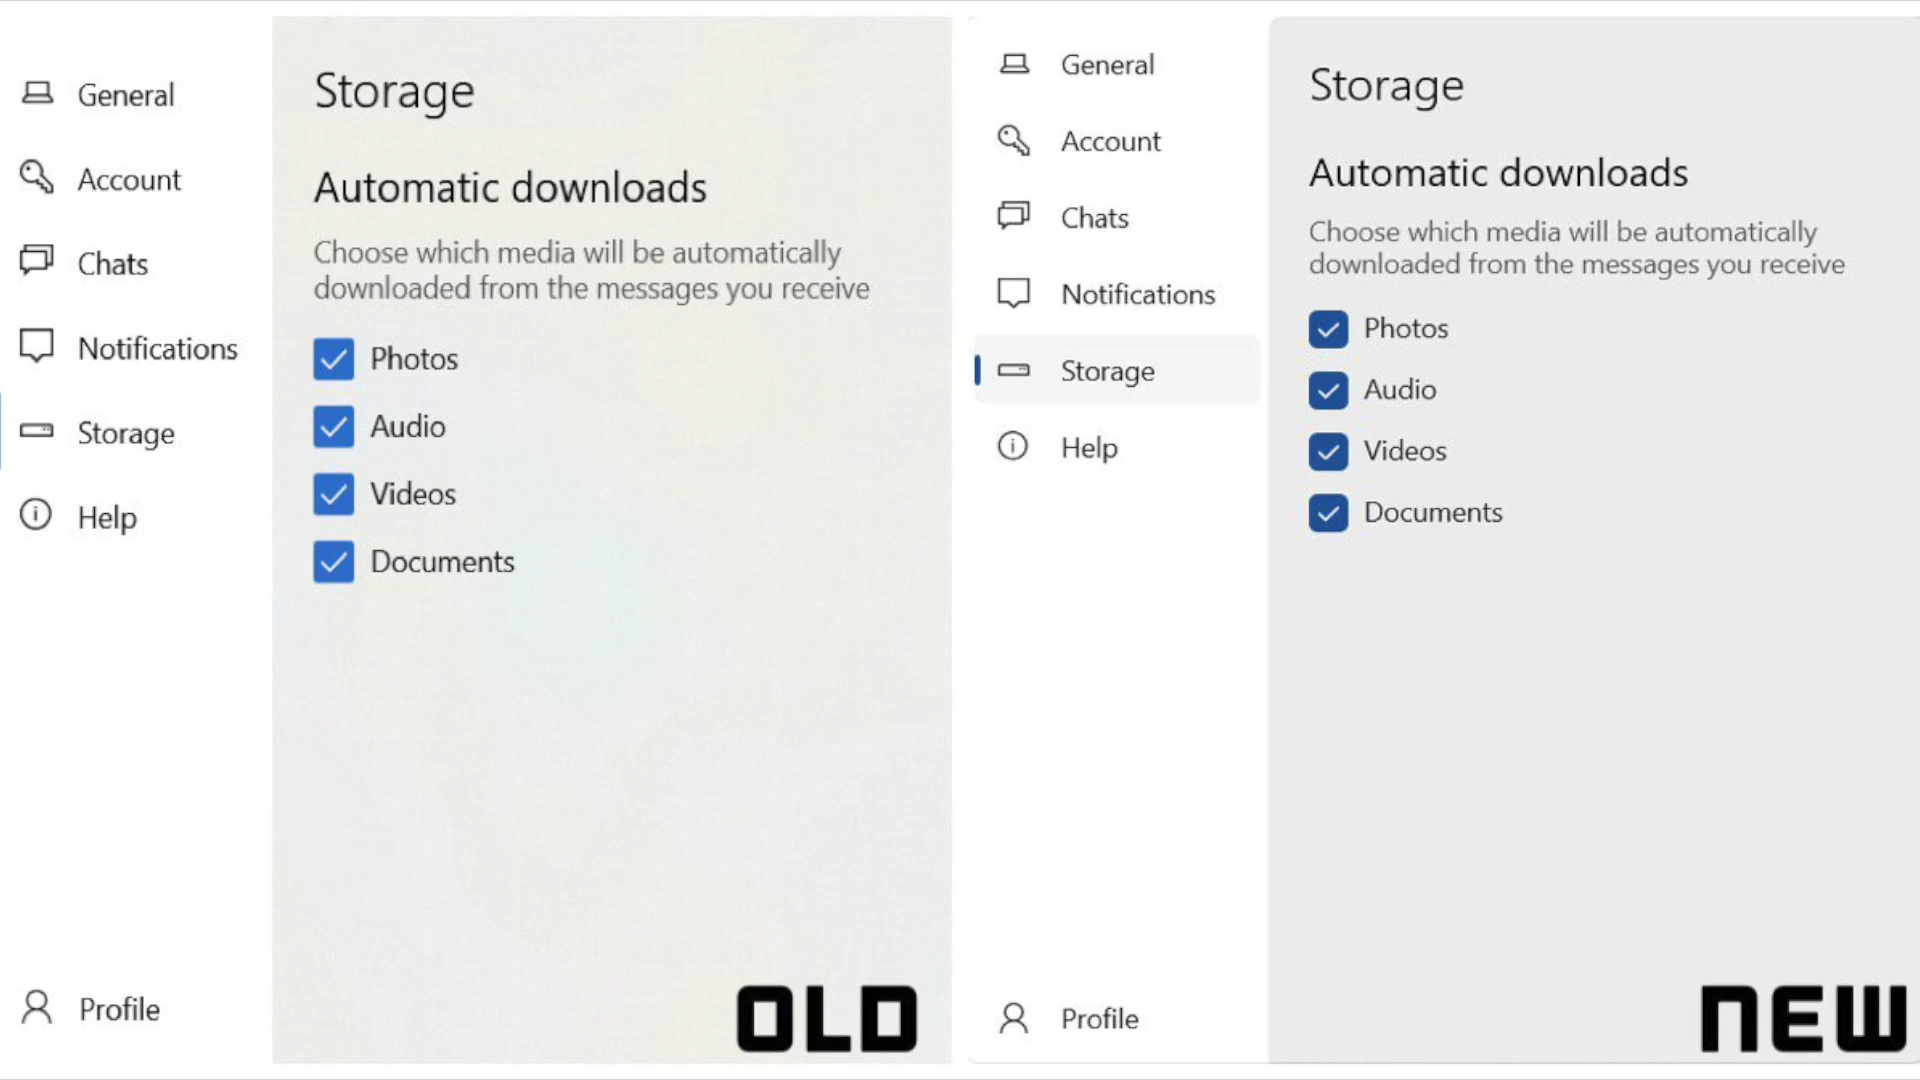 General
Account
Chats
Notifications
Storage
Help
Profile
Storage
Automatic downloads
Choose which media will be automatically
downloaded from the messages you receive
Photos
Audio
Videos
Documents
OLD
General
Account
Chats
Notifications
Storage
Help
Profile
Storage
Automatic downloads
Choose which media will be automatically
downloaded from the messages you receive
Photos
Audio
Videos
Documents
NEW